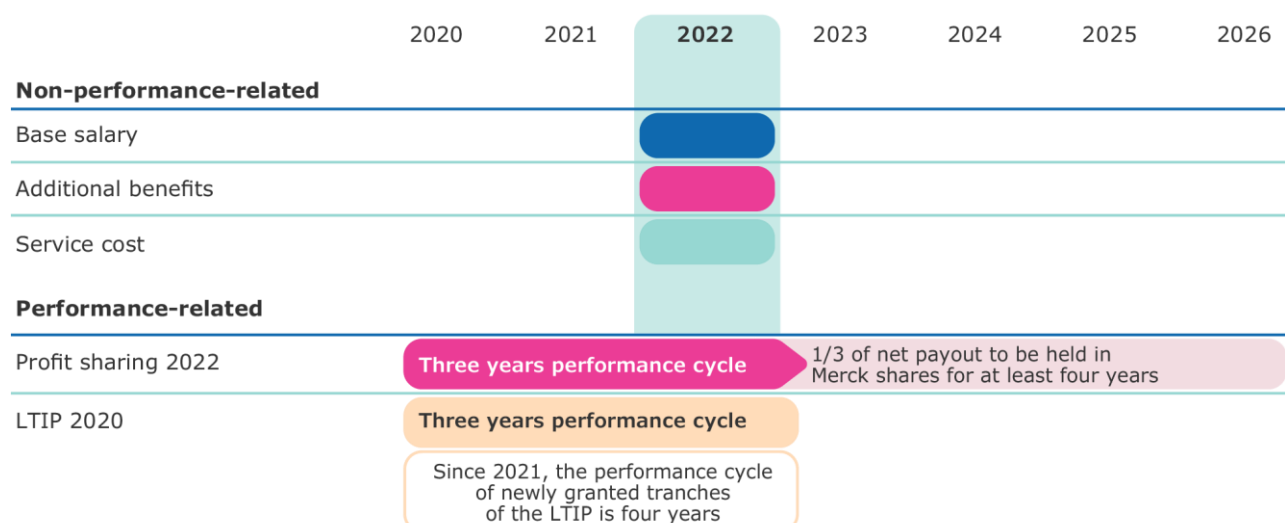 2020 2021 2022 2023 2024 2025 2026
Non-performance-related
Base salary
Additional benefits
Service cost
Performance-related
Profit sharing 2022
Three years performance cycle
1/3 of net payout to be held in
Merck shares for at least four years
LTIP 2020
Three years performance cycle
Since 2021, the performance cycle
of newly granted tranches
of the LTIP is four years